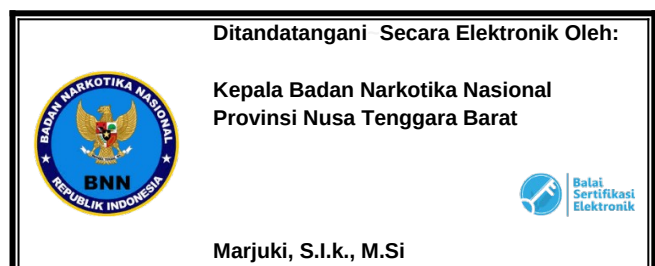 Ditandatangani Secara Elektronik Oleh:
Kepala Badan Narkotika Nasional
Provinsi Nusa Tenggara Barat
BADAN NARKOTIKA NASIONAL
BNN
REPUBLIK INDONESIA
Balai
Sertifikasi
Elektronik
Marjuki, S.I.k., M.Si